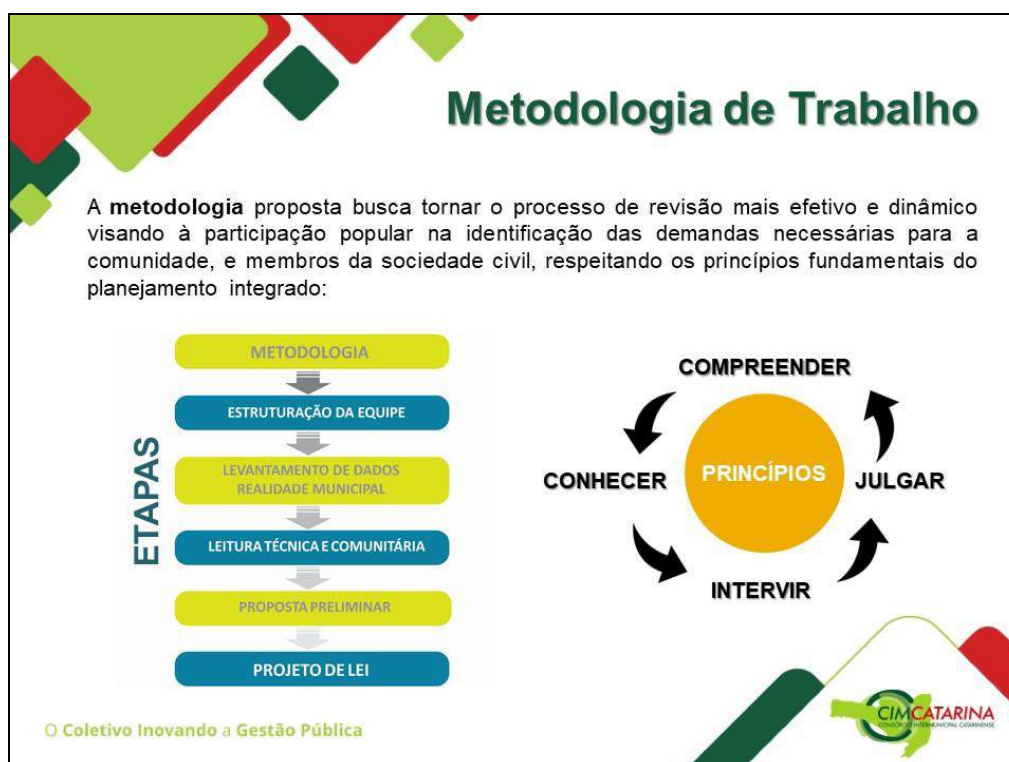 Metodologia de Trabalho
A metodologia proposta busca tornar o processo de revisão mais efetivo e dinâmico
visando à participação popular na identificação das demandas necessárias para a
comunidade, e membros da sociedade civil, respeitando os princípios fundamentais do
planejamento integrado:
ETAPAS
METODOLOGIA
ESTRUTURAÇÃO DA EQUIPE
LEVANTAMENTO DE DADOS
REALIDADE MUNICIPAL
LEITURA TÉCNICA E COMUNITÁRIA
PROPOSTA PRELIMINAR
PROJETO DE LEI
COMPREENDER
CONHECER
PRINCÍPIOS
JULGAR
INTERVIR
O Coletivo Inovando a Gestão Pública
CIMCATARINA
CONSÓRCIO INTERMUNICIPAL CATARINENSE